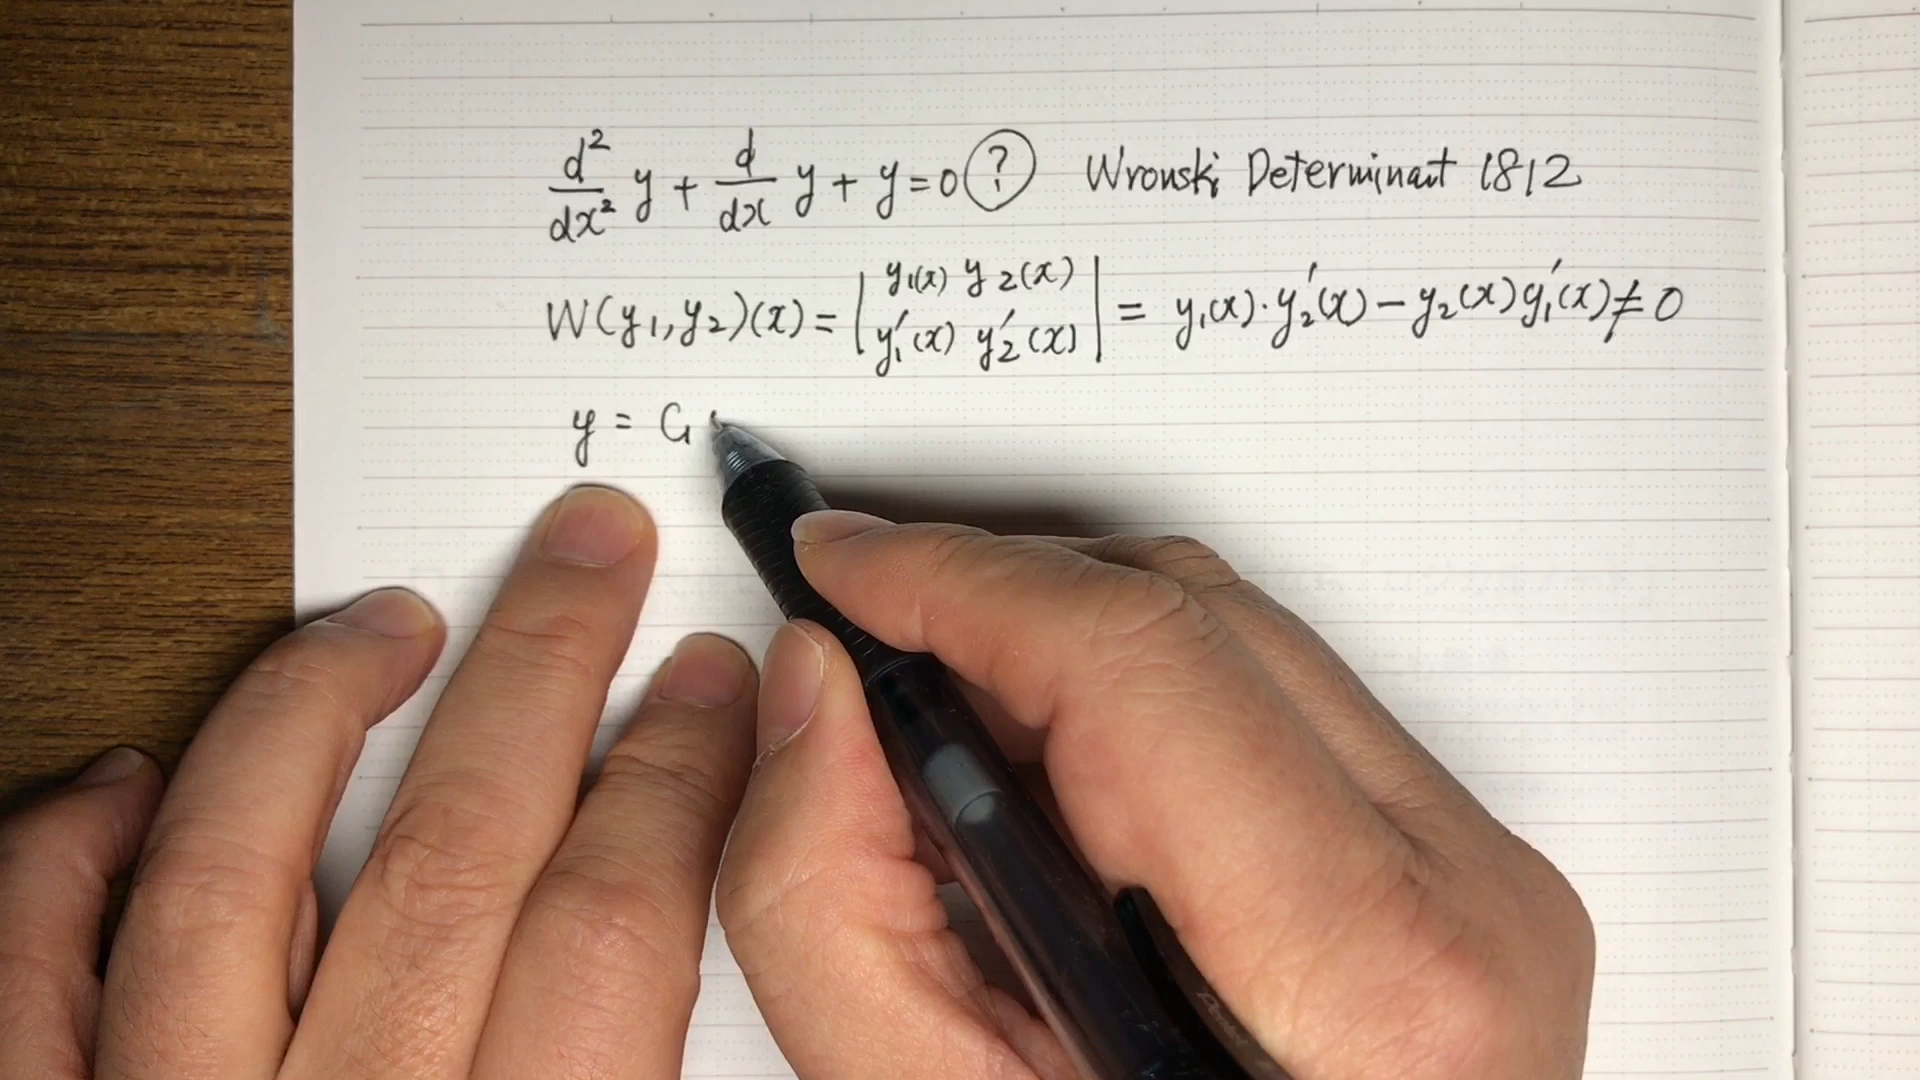 d²/dx² y + d/dx y + y = 0 ? Wronski Determinant 1812
W(y₁, y₂)(x) = | y₁(x) y₂(x) | = y₁(x)·y₂′(x) − y₂(x)y₁′(x) ≠ 0
| y₁′(x) y₂′(x) |
y = C₁